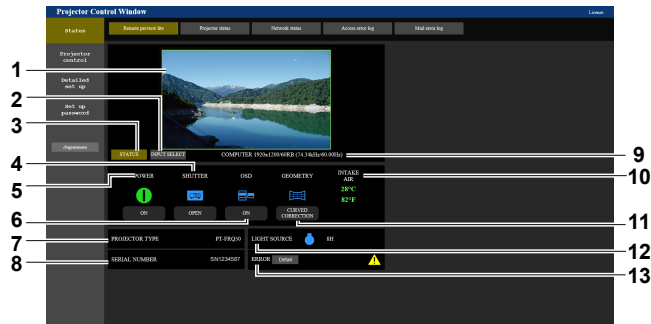 Projector Control Window
License
Status
Remote preview lite
Projector status
Network status
Access error log
Mail error log
Projector control
Detailed set up
Set up password
Japanese
1
2
3
4
5
6
7
8
9
10
11
12
13
STATUS
INPUT SELECT
COMPUTER 1920x1200/60RB (74.34kHz/60.00Hz)
POWER
SHUTTER
OSD
GEOMETRY
INTAKE AIR
28°C
82°F
ON
OPEN
ON
CURVED CORRECTION
PROJECTOR TYPE
PT-FRQ50
LIGHT SOURCE
8H
SERIAL NUMBER
SN1234567
ERROR
Detail